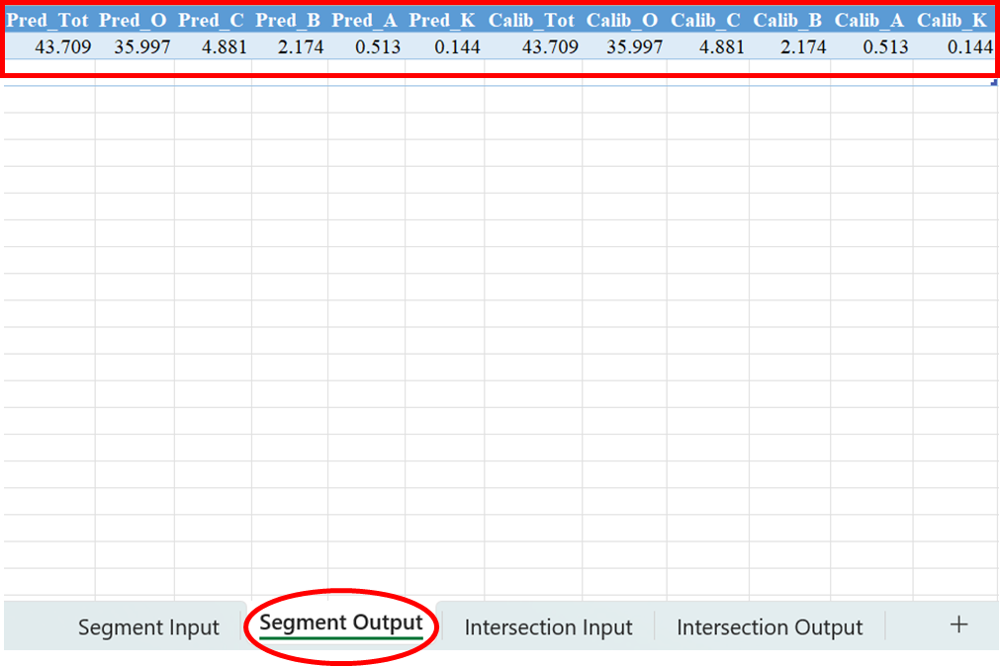 Pred_Tot Pred_O Pred_C Pred_B Pred_A Pred_K Calib_Tot Calib_O Calib_C Calib_B Calib_A Calib_K
43.709 35.997 4.881 2.174 0.513 0.144 43.709 35.997 4.881 2.174 0.513 0.144
Segment Input Segment Output Intersection Input Intersection Output +